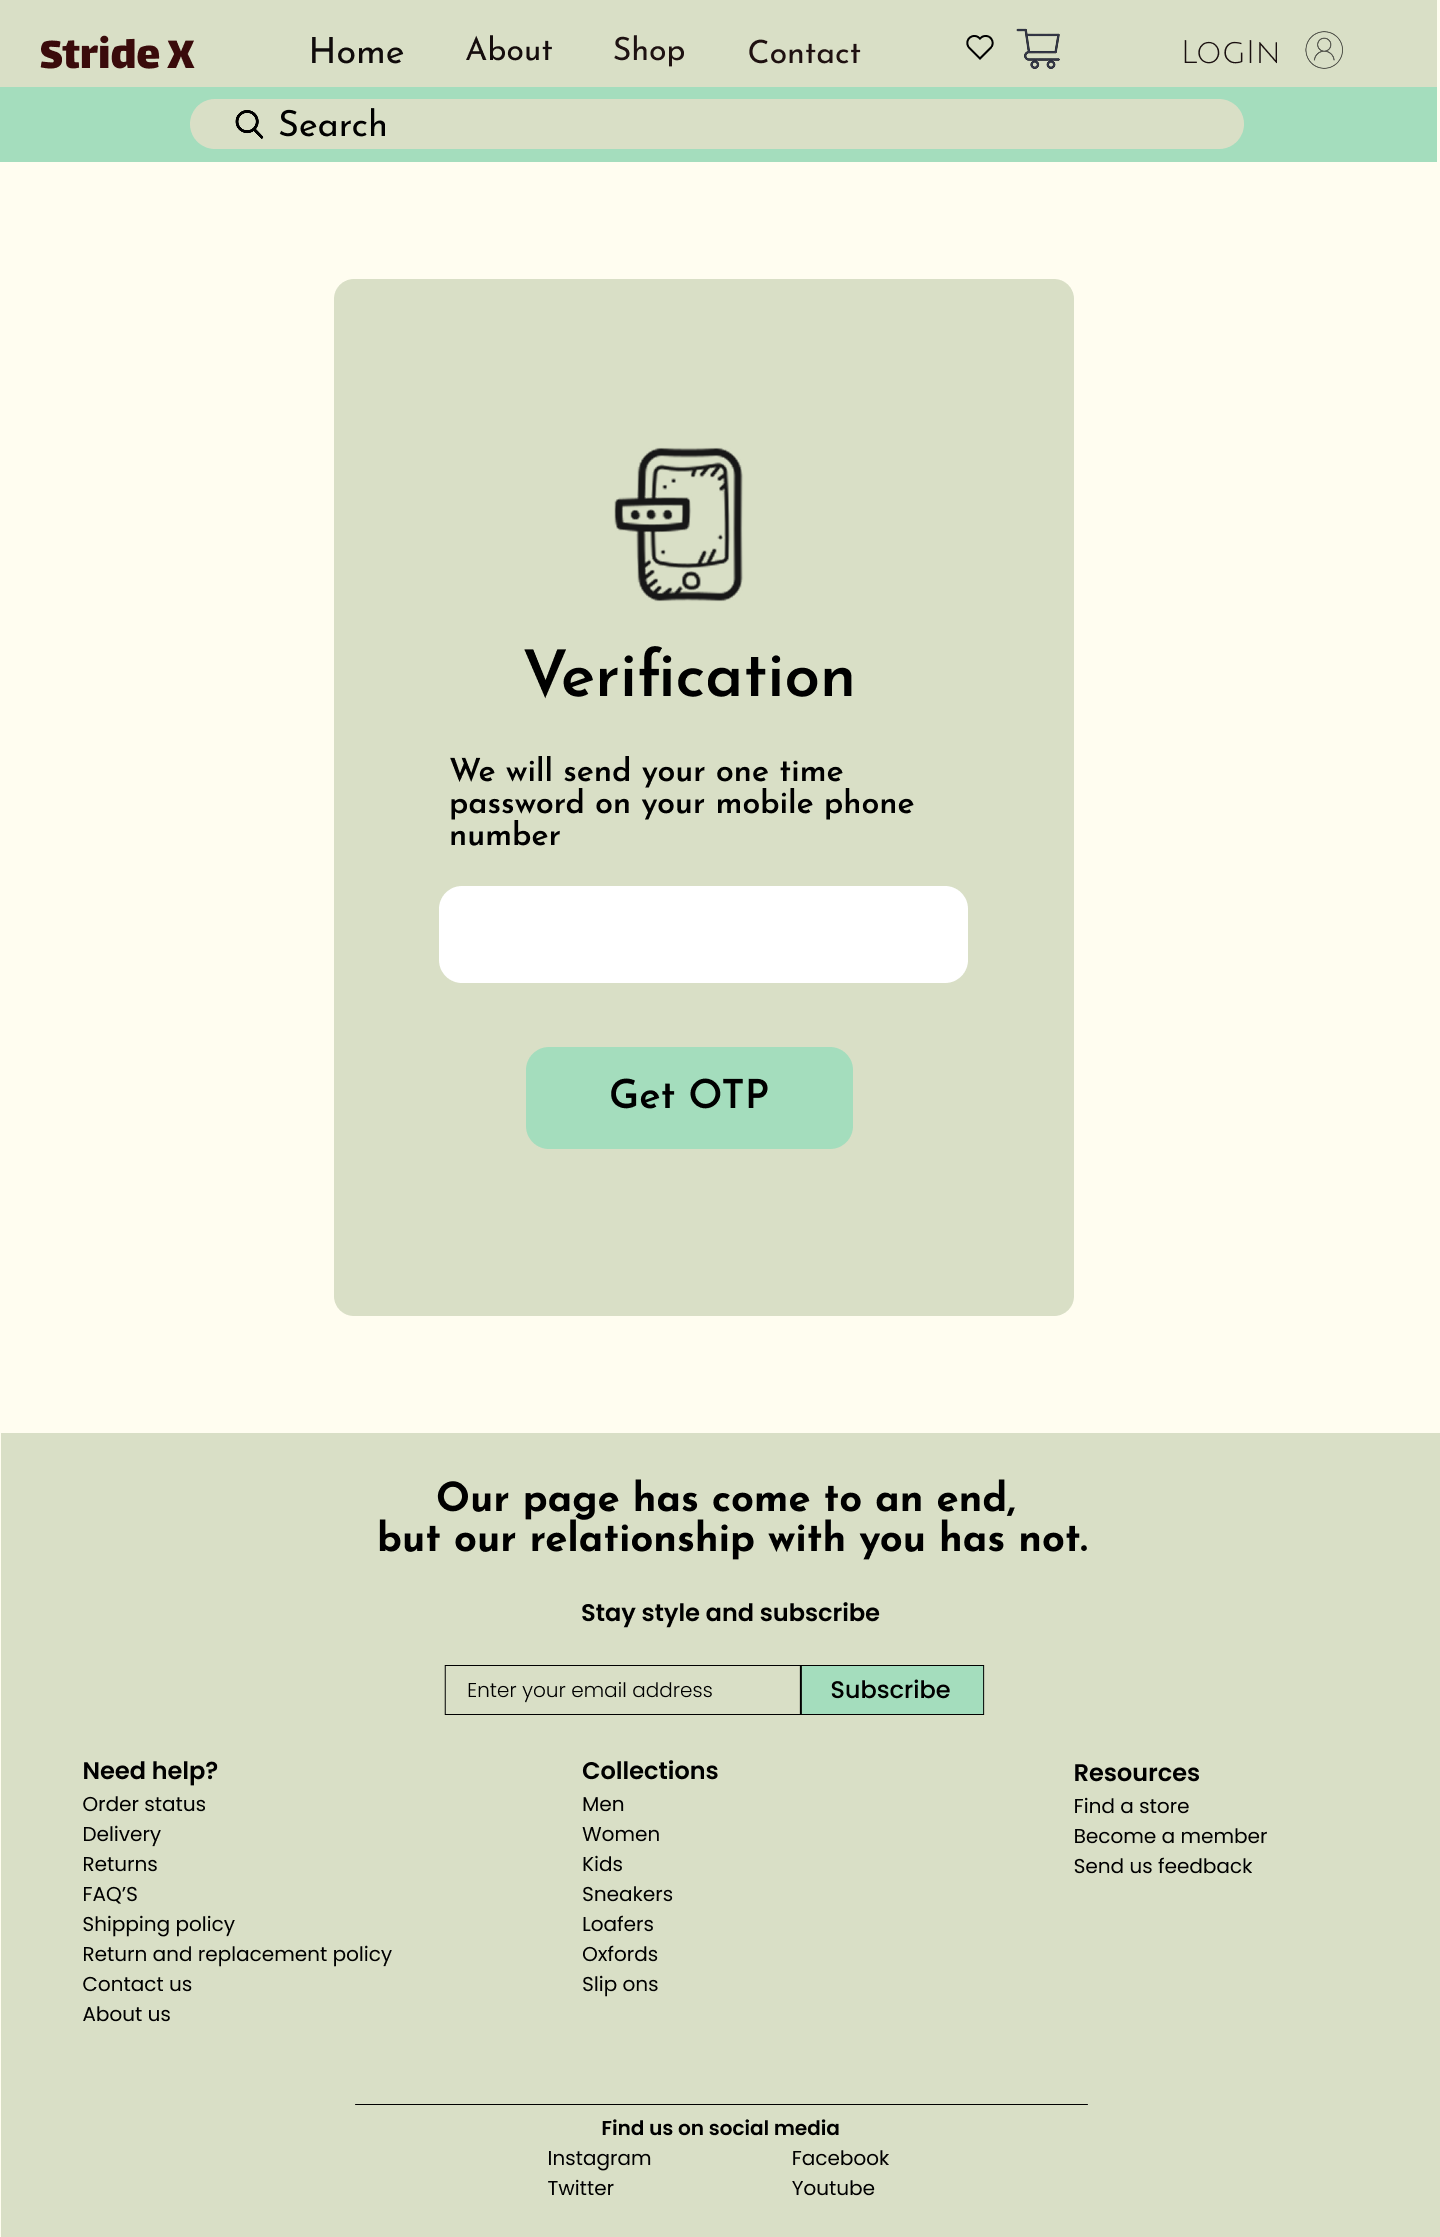 Stride X
Home
About
Shop
Contact
LOGIN
Search
Verification
We will send your one time
password on your mobile phone
number
Get OTP
Our page has come to an end,
but our relationship with you has not.
Stay style and subscribe
Enter your email address
Subscribe
Need help?
Order status
Delivery
Returns
FAQ’S
Shipping policy
Return and replacement policy
Contact us
About us
Collections
Men
Women
Kids
Sneakers
Loafers
Oxfords
Slip ons
Resources
Find a store
Become a member
Send us feedback
Find us on social media
Instagram
Facebook
Twitter
Youtube